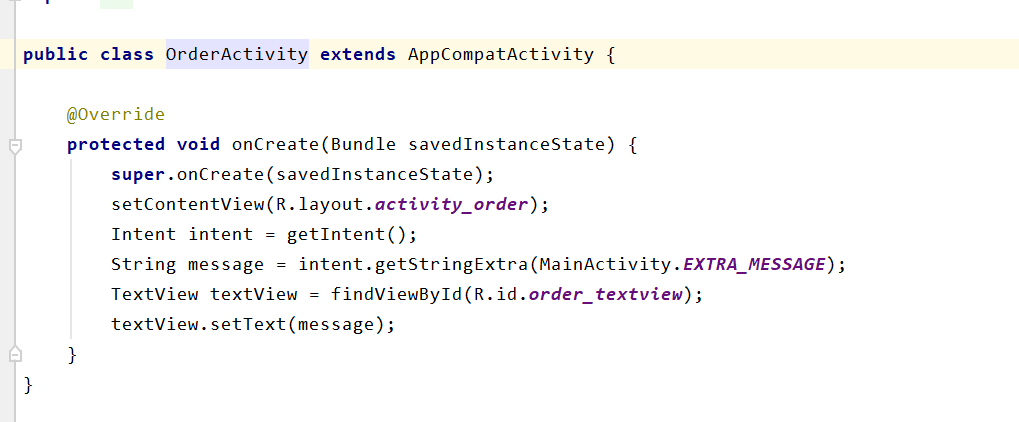 public class OrderActivity extends AppCompatActivity {
@Override
protected void onCreate(Bundle savedInstanceState) {
super.onCreate(savedInstanceState);
setContentView(R.layout.activity_order);
Intent intent = getIntent();
String message = intent.getStringExtra(MainActivity.EXTRA_MESSAGE);
TextView textView = findViewById(R.id.order_textview);
textView.setText(message);
}
}